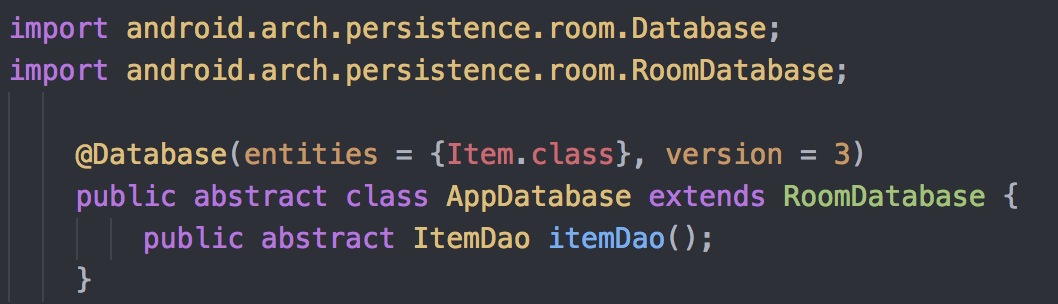 import android.arch.persistence.room.Database;
import android.arch.persistence.room.RoomDatabase;
@Database(entities = {Item.class}, version = 3)
public abstract class AppDatabase extends RoomDatabase {
public abstract ItemDao itemDao();
}